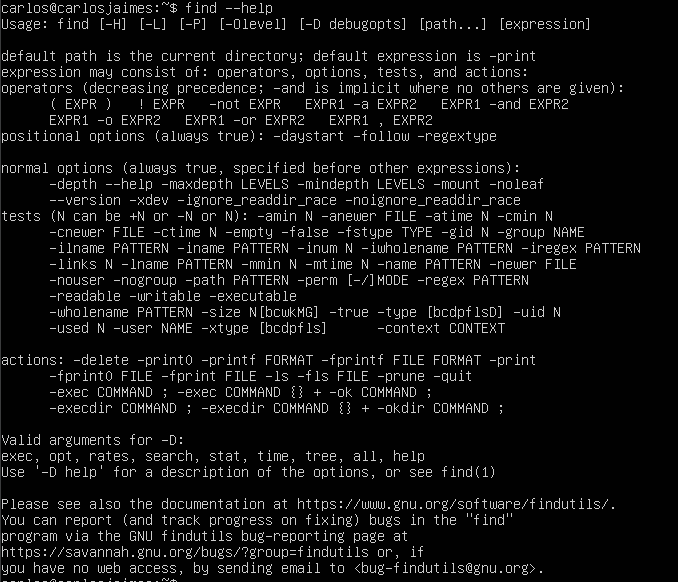 carlos@carlosjaimes:~$ find --help
Usage: find [-H] [-L] [-P] [-Olevel] [-D debugopts] [path...] [expression]
default path is the current directory; default expression is -print
expression may consist of: operators, options, tests, and actions:
operators (decreasing precedence; -and is implicit where no others are given):
      ( EXPR )   ! EXPR   -not EXPR   EXPR1 -a EXPR2   EXPR1 -and EXPR2
      EXPR1 -o EXPR2   EXPR1 -or EXPR2   EXPR1 , EXPR2
positional options (always true): -daystart -follow -regextype
normal options (always true, specified before other expressions):
      -depth --help -maxdepth LEVELS -mindepth LEVELS -mount -noleaf
      --version -xdev -ignore_readdir_race -noignore_readdir_race
tests (N can be +N or -N or N): -amin N -anewer FILE -atime N -cmin N
      -cnewer FILE -ctime N -empty -false -fstype TYPE -gid N -group NAME
      -ilname PATTERN -iname PATTERN -inum N -iwholename PATTERN -iregex PATTERN
      -links N -lname PATTERN -mmin N -mtime N -name PATTERN -newer FILE
      -nouser -nogroup -path PATTERN -perm [-/]MODE -regex PATTERN
      -readable -writable -executable
      -wholename PATTERN -size N[bcwkMG] -true -type [bcdpflsD] -uid N
      -used N -user NAME -xtype [bcdpfls]      -context CONTEXT
actions: -delete -print0 -printf FORMAT -fprintf FILE FORMAT -print
      -fprint0 FILE -fprint FILE -ls -fls FILE -prune -quit
      -exec COMMAND ; -exec COMMAND {} + -ok COMMAND ;
      -execdir COMMAND ; -execdir COMMAND {} + -okdir COMMAND ;
Valid arguments for -D:
exec, opt, rates, search, stat, time, tree, all, help
Use '-D help' for a description of the options, or see find(1)
Please see also the documentation at https://www.gnu.org/software/findutils/.
You can report (and track progress on fixing) bugs in the "find"
program via the GNU findutils bug-reporting page at
https://savannah.gnu.org/bugs/?group=findutils or, if
you have no web access, by sending email to <bug-findutils@gnu.org>.
carlos@carlosjaimes:~$